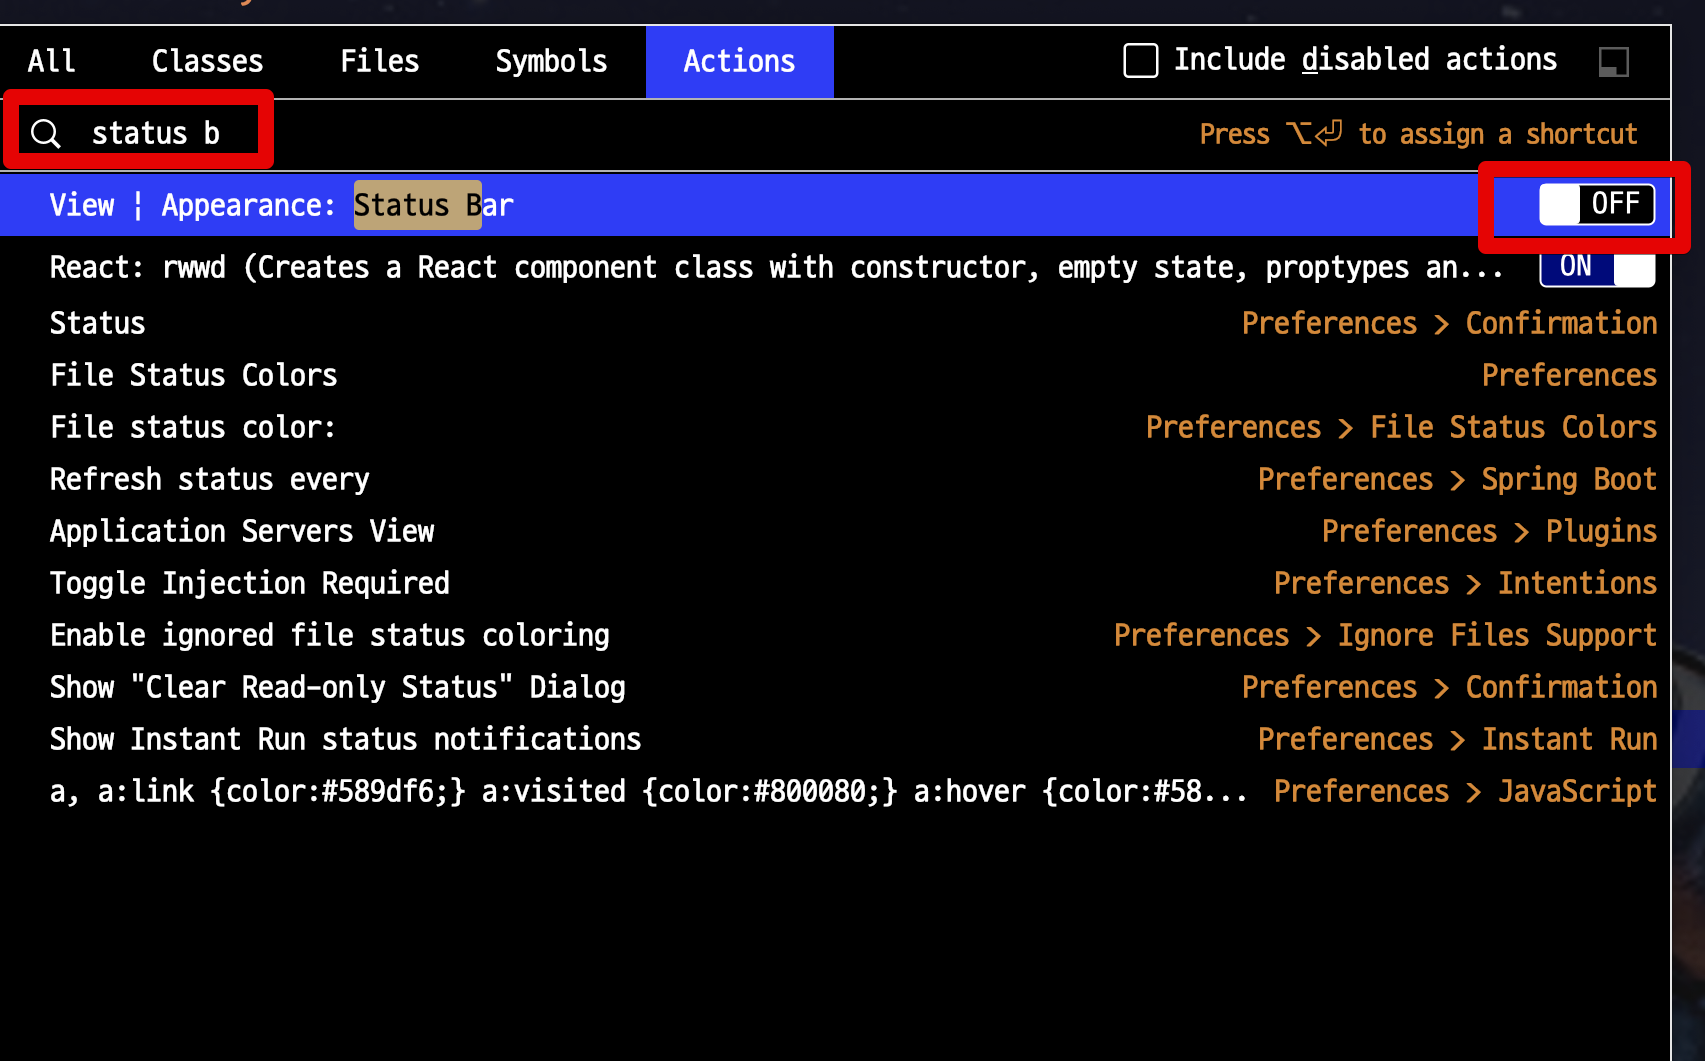 All Classes Files Symbols Actions Include disabled actions
status b Press ⌥⏎ to assign a shortcut
View | Appearance: Status Bar OFF
React: rwwd (Creates a React component class with constructor, empty state, proptypes an... ON
Status Preferences > Confirmation
File Status Colors Preferences
File status color: Preferences > File Status Colors
Refresh status every Preferences > Spring Boot
Application Servers View Preferences > Plugins
Toggle Injection Required Preferences > Intentions
Enable ignored file status coloring Preferences > Ignore Files Support
Show "Clear Read-only Status" Dialog Preferences > Confirmation
Show Instant Run status notifications Preferences > Instant Run
a, a:link {color:#589df6;} a:visited {color:#800080;} a:hover {color:#58... Preferences > JavaScript